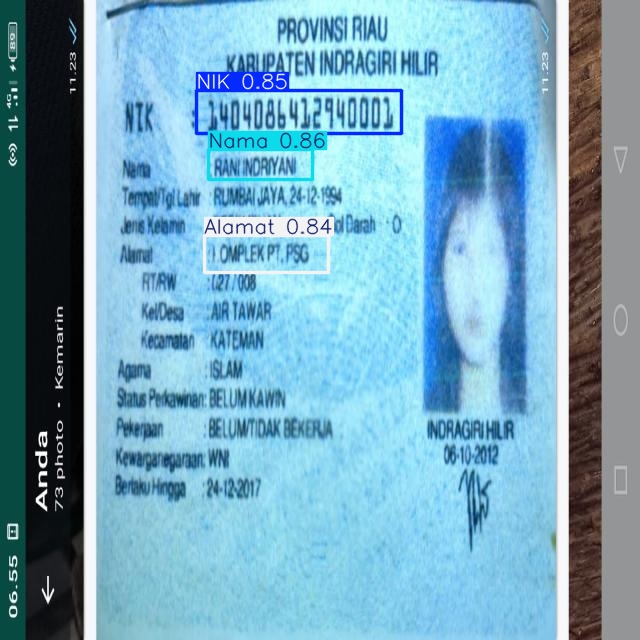 PROVINSI RIAU
KABUPATEN INDRAGIRI HILIR
NIK 0.85
NIK : 1404086412940001
Nama 0.86
Nama : RANI INDRIYANI
Tempat/Tgl Lahir : RUMBAI JAYA, 24-12-1994
Jenis Kelamin Gol Darah : O
Alamat 0.84
Alamat : KOMPLEK PT. PSG
RT/RW : 027 / 008
Kel/Desa : AIR TAWAR
Kecamatan : KATEMAN
Agama : ISLAM
Status Perkawinan: BELUM KAWIN
Pekerjaan : BELUM/TIDAK BEKERJA
Kewarganegaraan: WNI
Berlaku Hingga : 24-12-2017
INDRAGIRI HILIR
06-10-2012
06.55
4G
89
Anda
73 photo - Kemarin
11.23
11.23